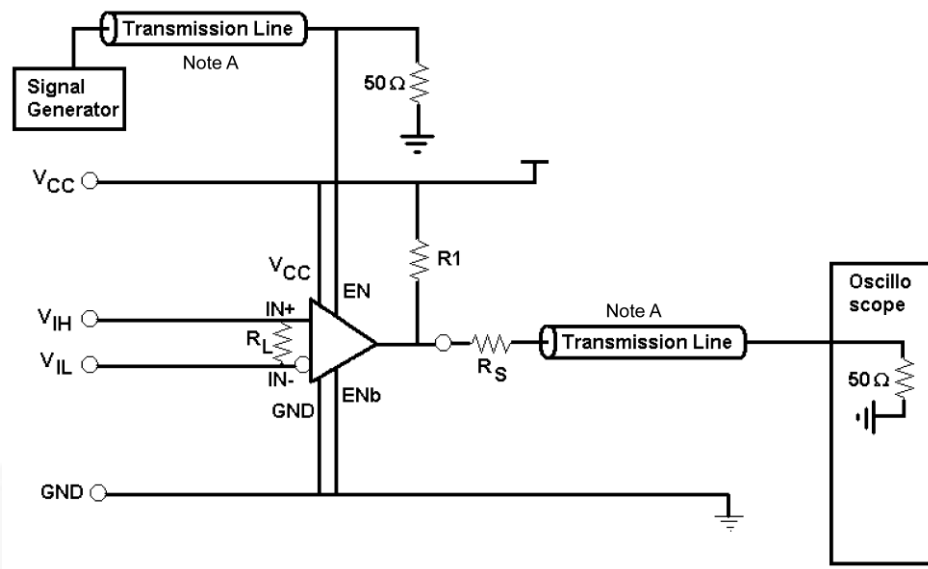 Transmission Line
Note A
Signal
Generator
50 Ω
VCC
R1
VCC
EN
IN+
VIH
RL
VIL
IN-
ENb
GND
RS
Note A
Transmission Line
Oscillo
scope
50 Ω
GND